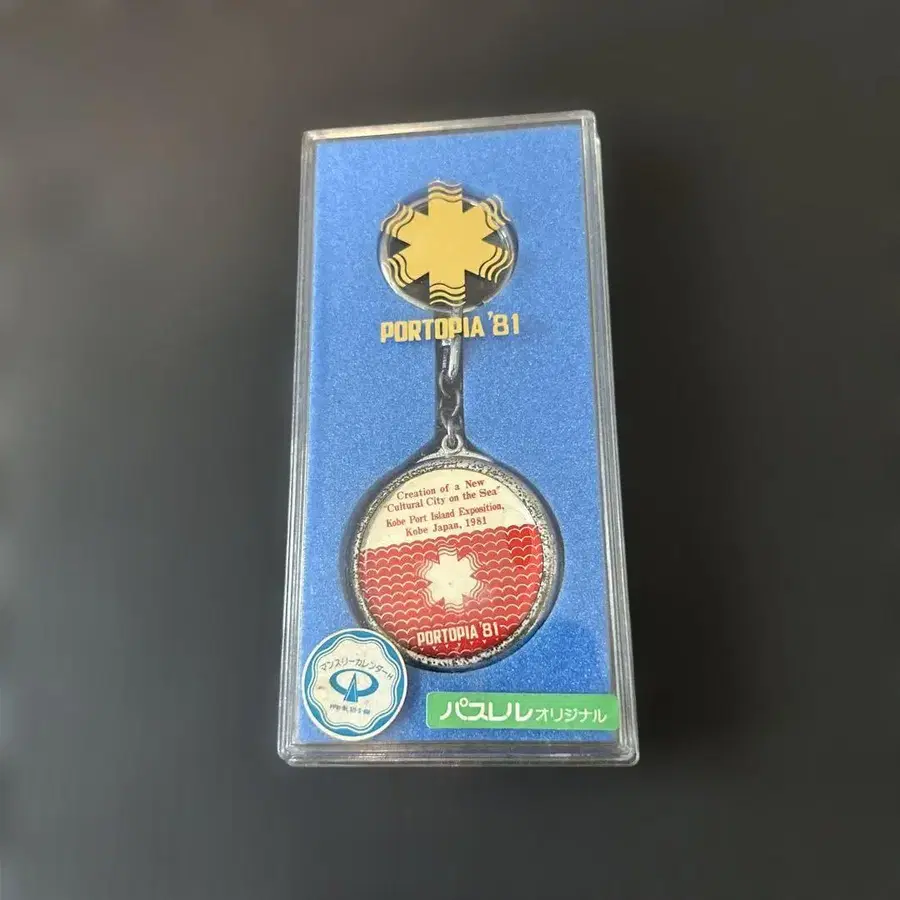 PORTOPIA '81
Creation of a New
"Cultural City on the Sea"
Kobe Port Island Exposition,
Kobe Japan, 1981
PORTOPIA '81
マンスリーカレンダー
パスレル オリジナル